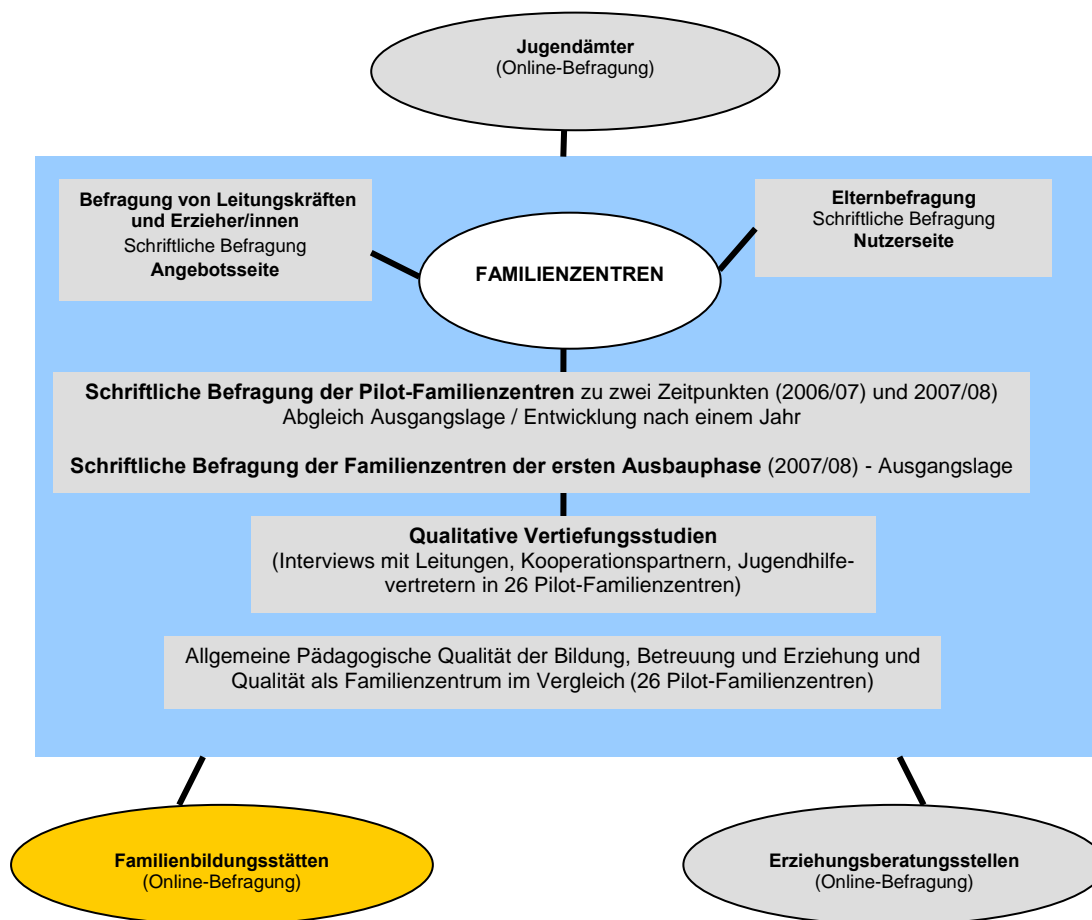 Jugendämter
(Online-Befragung)
Befragung von Leitungskräften
und Erzieher/innen
Schriftliche Befragung
Angebotsseite
Elternbefragung
Schriftliche Befragung
Nutzerseite
FAMILIENZENTREN
Schriftliche Befragung der Pilot-Familienzentren zu zwei Zeitpunkten (2006/07) und 2007/08)
Abgleich Ausgangslage / Entwicklung nach einem Jahr
Schriftliche Befragung der Familienzentren der ersten Ausbauphase (2007/08) - Ausgangslage
Qualitative Vertiefungsstudien
(Interviews mit Leitungen, Kooperationspartnern, Jugendhilfe-
vertretern in 26 Pilot-Familienzentren)
Allgemeine Pädagogische Qualität der Bildung, Betreuung und Erziehung und
Qualität als Familienzentrum im Vergleich (26 Pilot-Familienzentren)
Familienbildungsstätten
(Online-Befragung)
Erziehungsberatungsstellen
(Online-Befragung)